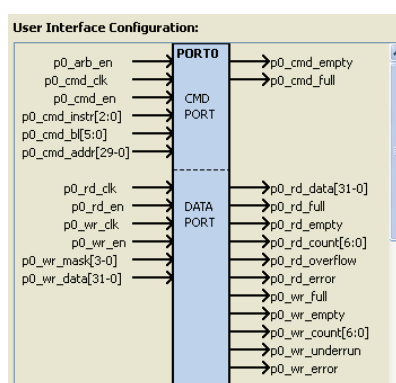 User Interface Configuration:
PORT0
p0_arb_en
p0_cmd_clk
p0_cmd_en
p0_cmd_instr[2:0]
p0_cmd_bl[5:0]
p0_cmd_addr[29-0]
CMD
PORT
p0_cmd_empty
p0_cmd_full
p0_rd_clk
p0_rd_en
p0_wr_clk
p0_wr_en
p0_wr_mask[3-0]
p0_wr_data[31-0]
DATA
PORT
p0_rd_data[31-0]
p0_rd_full
p0_rd_empty
p0_rd_count[6:0]
p0_rd_overflow
p0_rd_error
p0_wr_full
p0_wr_empty
p0_wr_count[6:0]
p0_wr_underrun
p0_wr_error